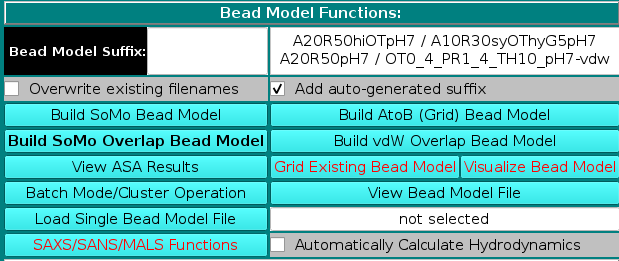 Bead Model Functions:
Bead Model Suffix:
A20R50hiOTpH7 / A10R30syOThyG5pH7
A20R50pH7 / OT0_4_PR1_4_TH10_pH7-vdw
Overwrite existing filenames
Add auto-generated suffix
Build SoMo Bead Model
Build AtoB (Grid) Bead Model
Build SoMo Overlap Bead Model
Build vdW Overlap Bead Model
View ASA Results
Grid Existing Bead Model
Visualize Bead Model
Batch Mode/Cluster Operation
View Bead Model File
Load Single Bead Model File
not selected
SAXS/SANS/MALS Functions
Automatically Calculate Hydrodynamics